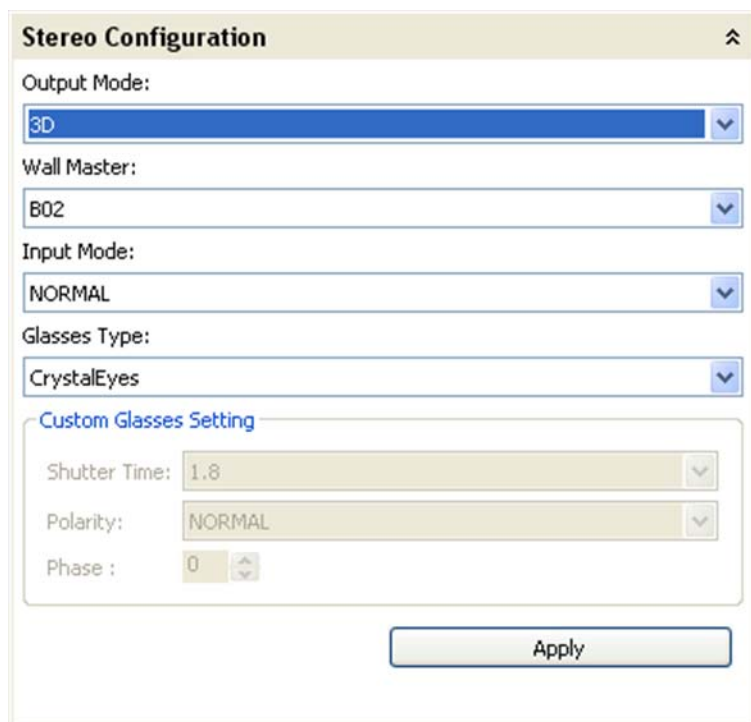 Stereo Configuration
Output Mode:
3D
Wall Master:
B02
Input Mode:
NORMAL
Glasses Type:
CrystalEyes
Custom Glasses Setting
Shutter Time: 1.8
Polarity: NORMAL
Phase : 0
Apply